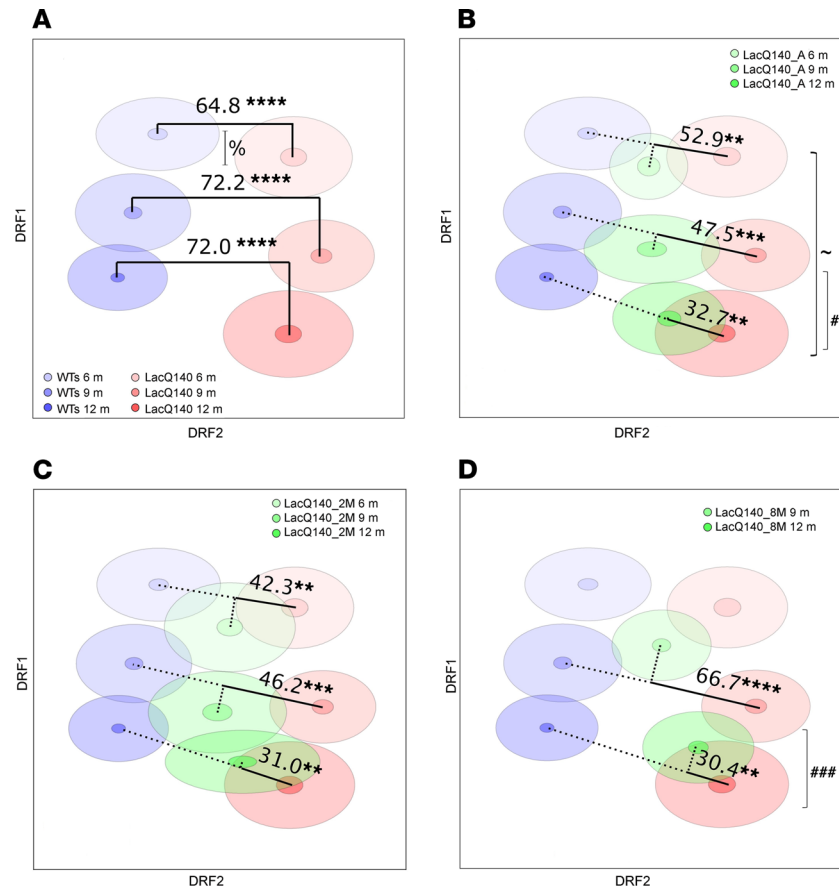 A
DRF1
64.8 ****
%
72.2 ****
72.0 ****
WTs 6 m
WTs 9 m
WTs 12 m
LacQ140 6 m
LacQ140 9 m
LacQ140 12 m
DRF2
B
LacQ140_A 6 m
LacQ140_A 9 m
LacQ140_A 12 m
DRF1
52.9**
47.5***
32.7**
~
#
DRF2
C
LacQ140_2M 6 m
LacQ140_2M 9 m
LacQ140_2M 12 m
DRF1
42.3**
46.2***
31.0**
DRF2
D
LacQ140_8M 9 m
LacQ140_8M 12 m
DRF1
66.7****
30.4**
###
DRF2